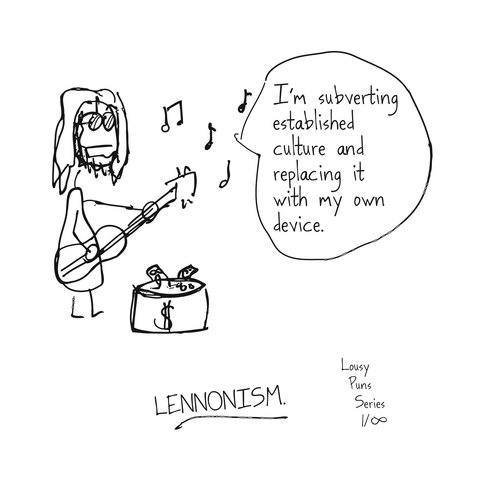 I'm subverting
established
culture and
replacing it
with my own
device.
$
LENNONISM.
Lousy
Puns
Series
1/∞